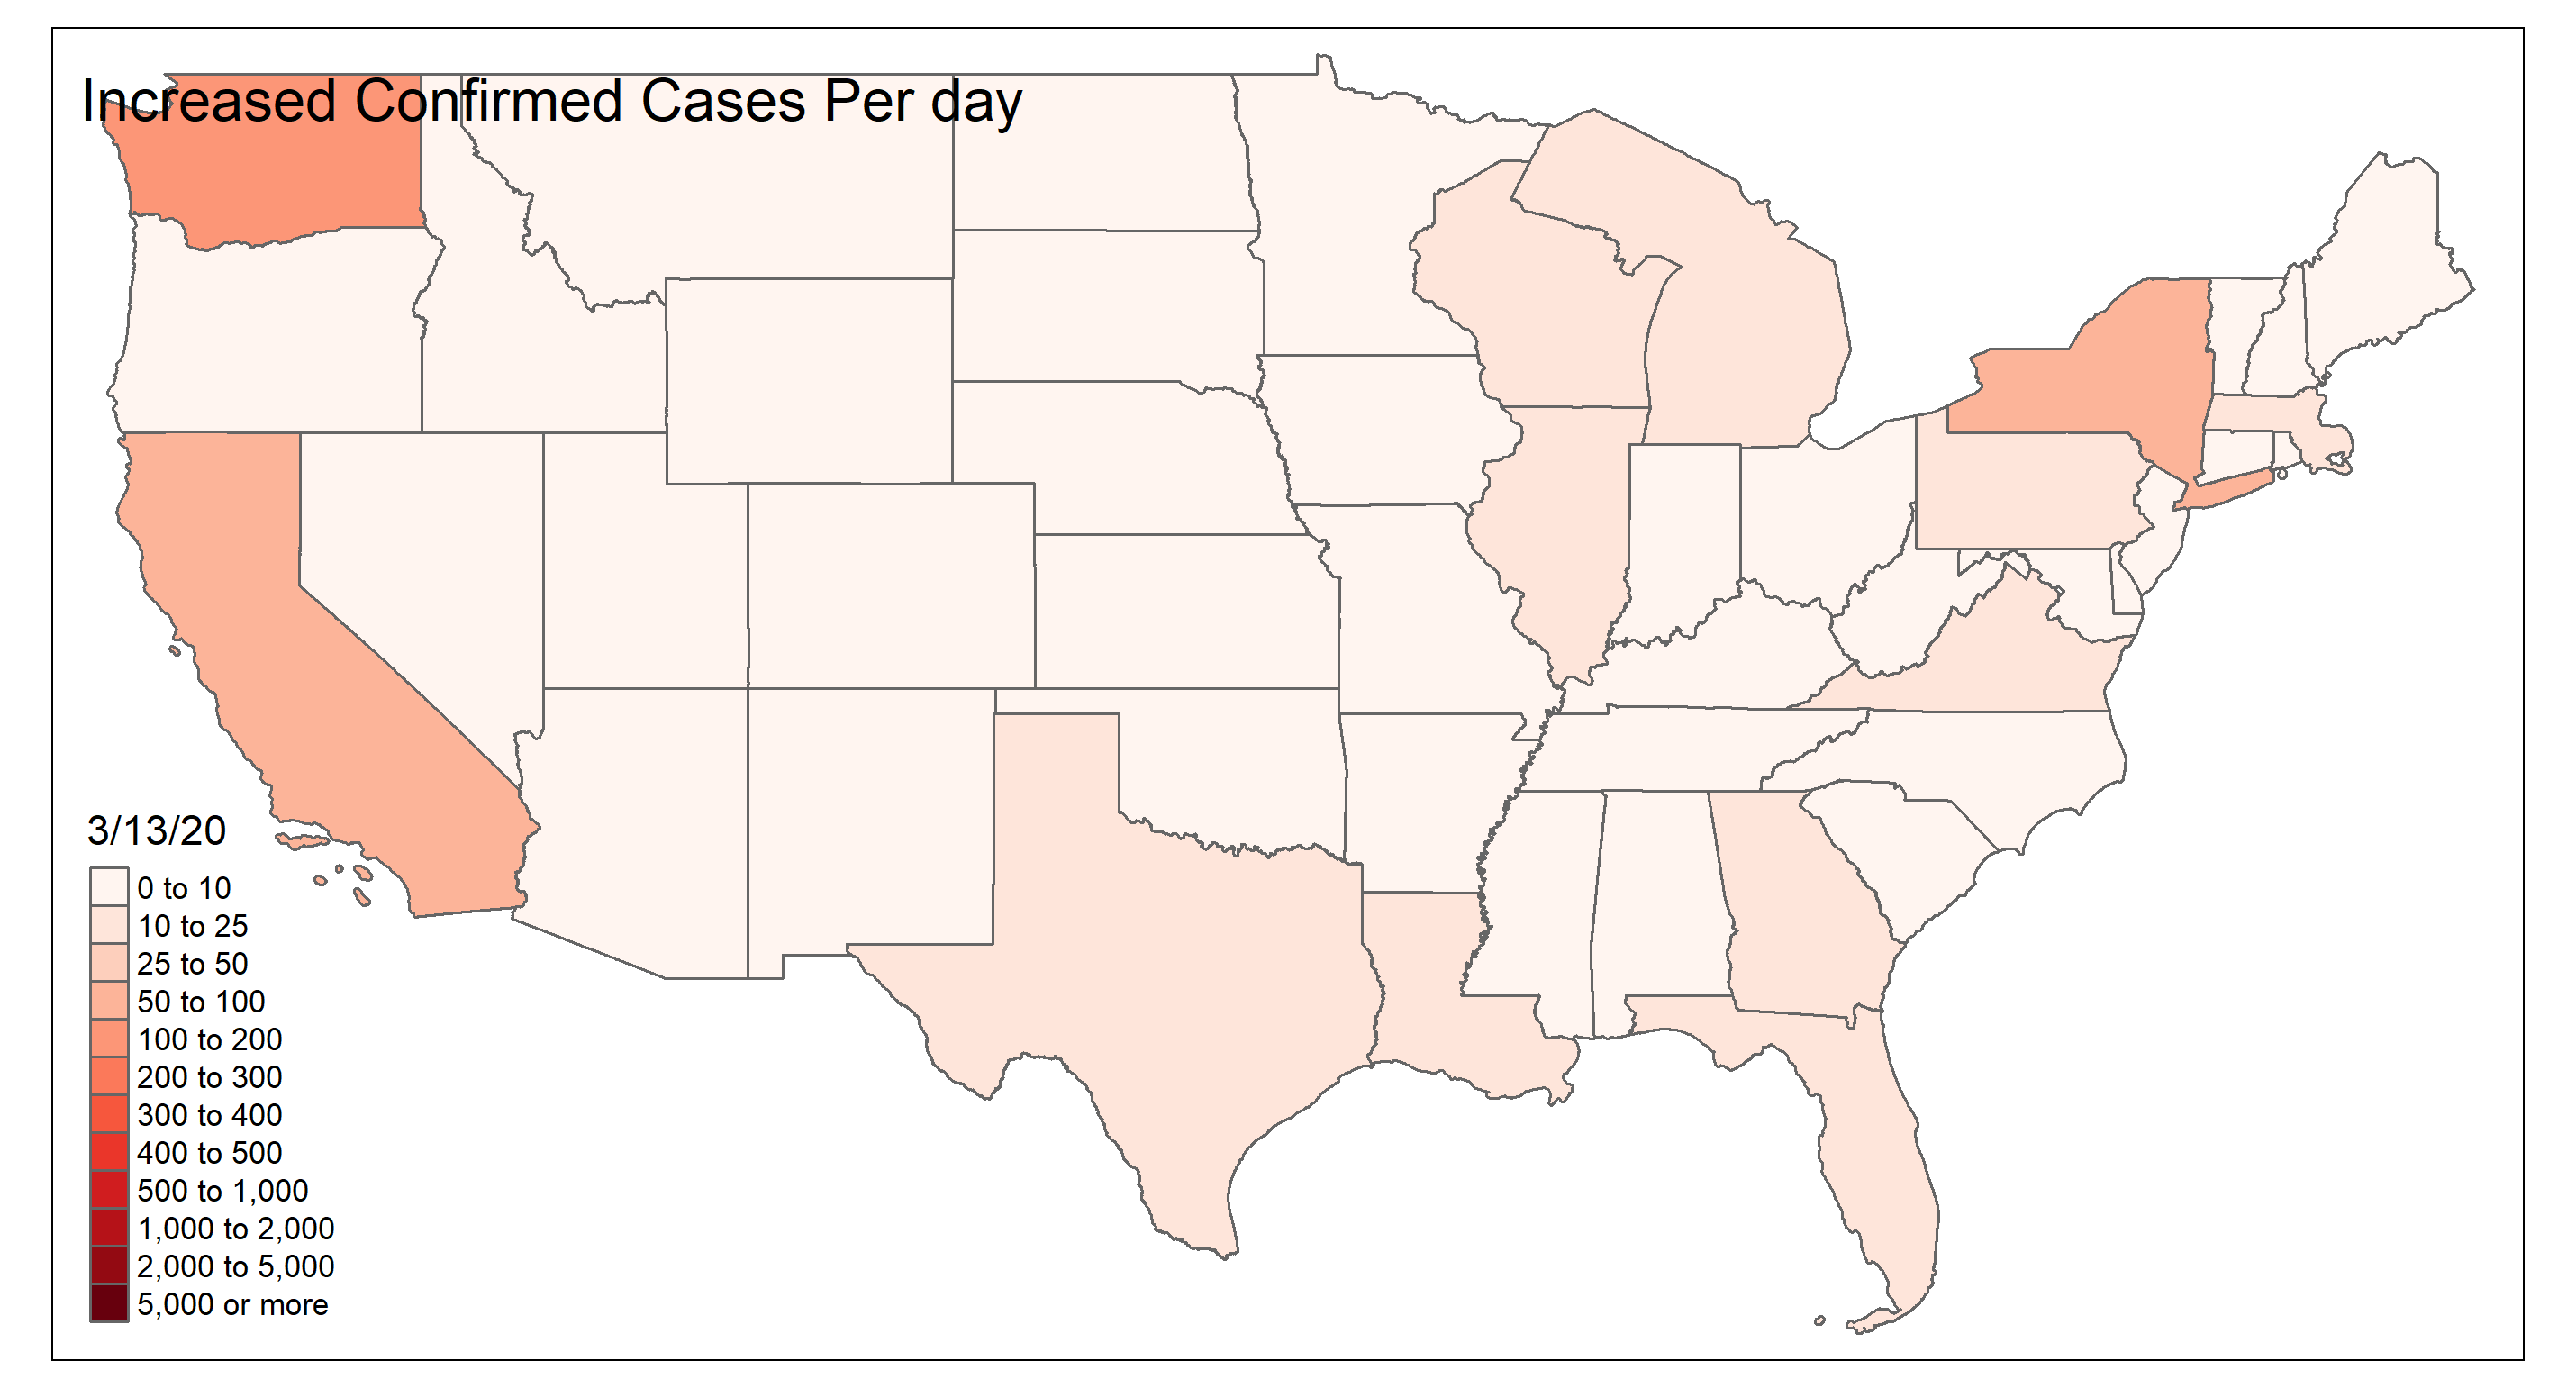 Increased Confirmed Cases Per day
3/13/20
0 to 10
10 to 25
25 to 50
50 to 100
100 to 200
200 to 300
300 to 400
400 to 500
500 to 1,000
1,000 to 2,000
2,000 to 5,000
5,000 or more